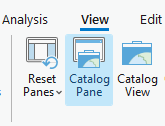 Analysis View Edit
Reset Catalog Catalog
Panes Pane View